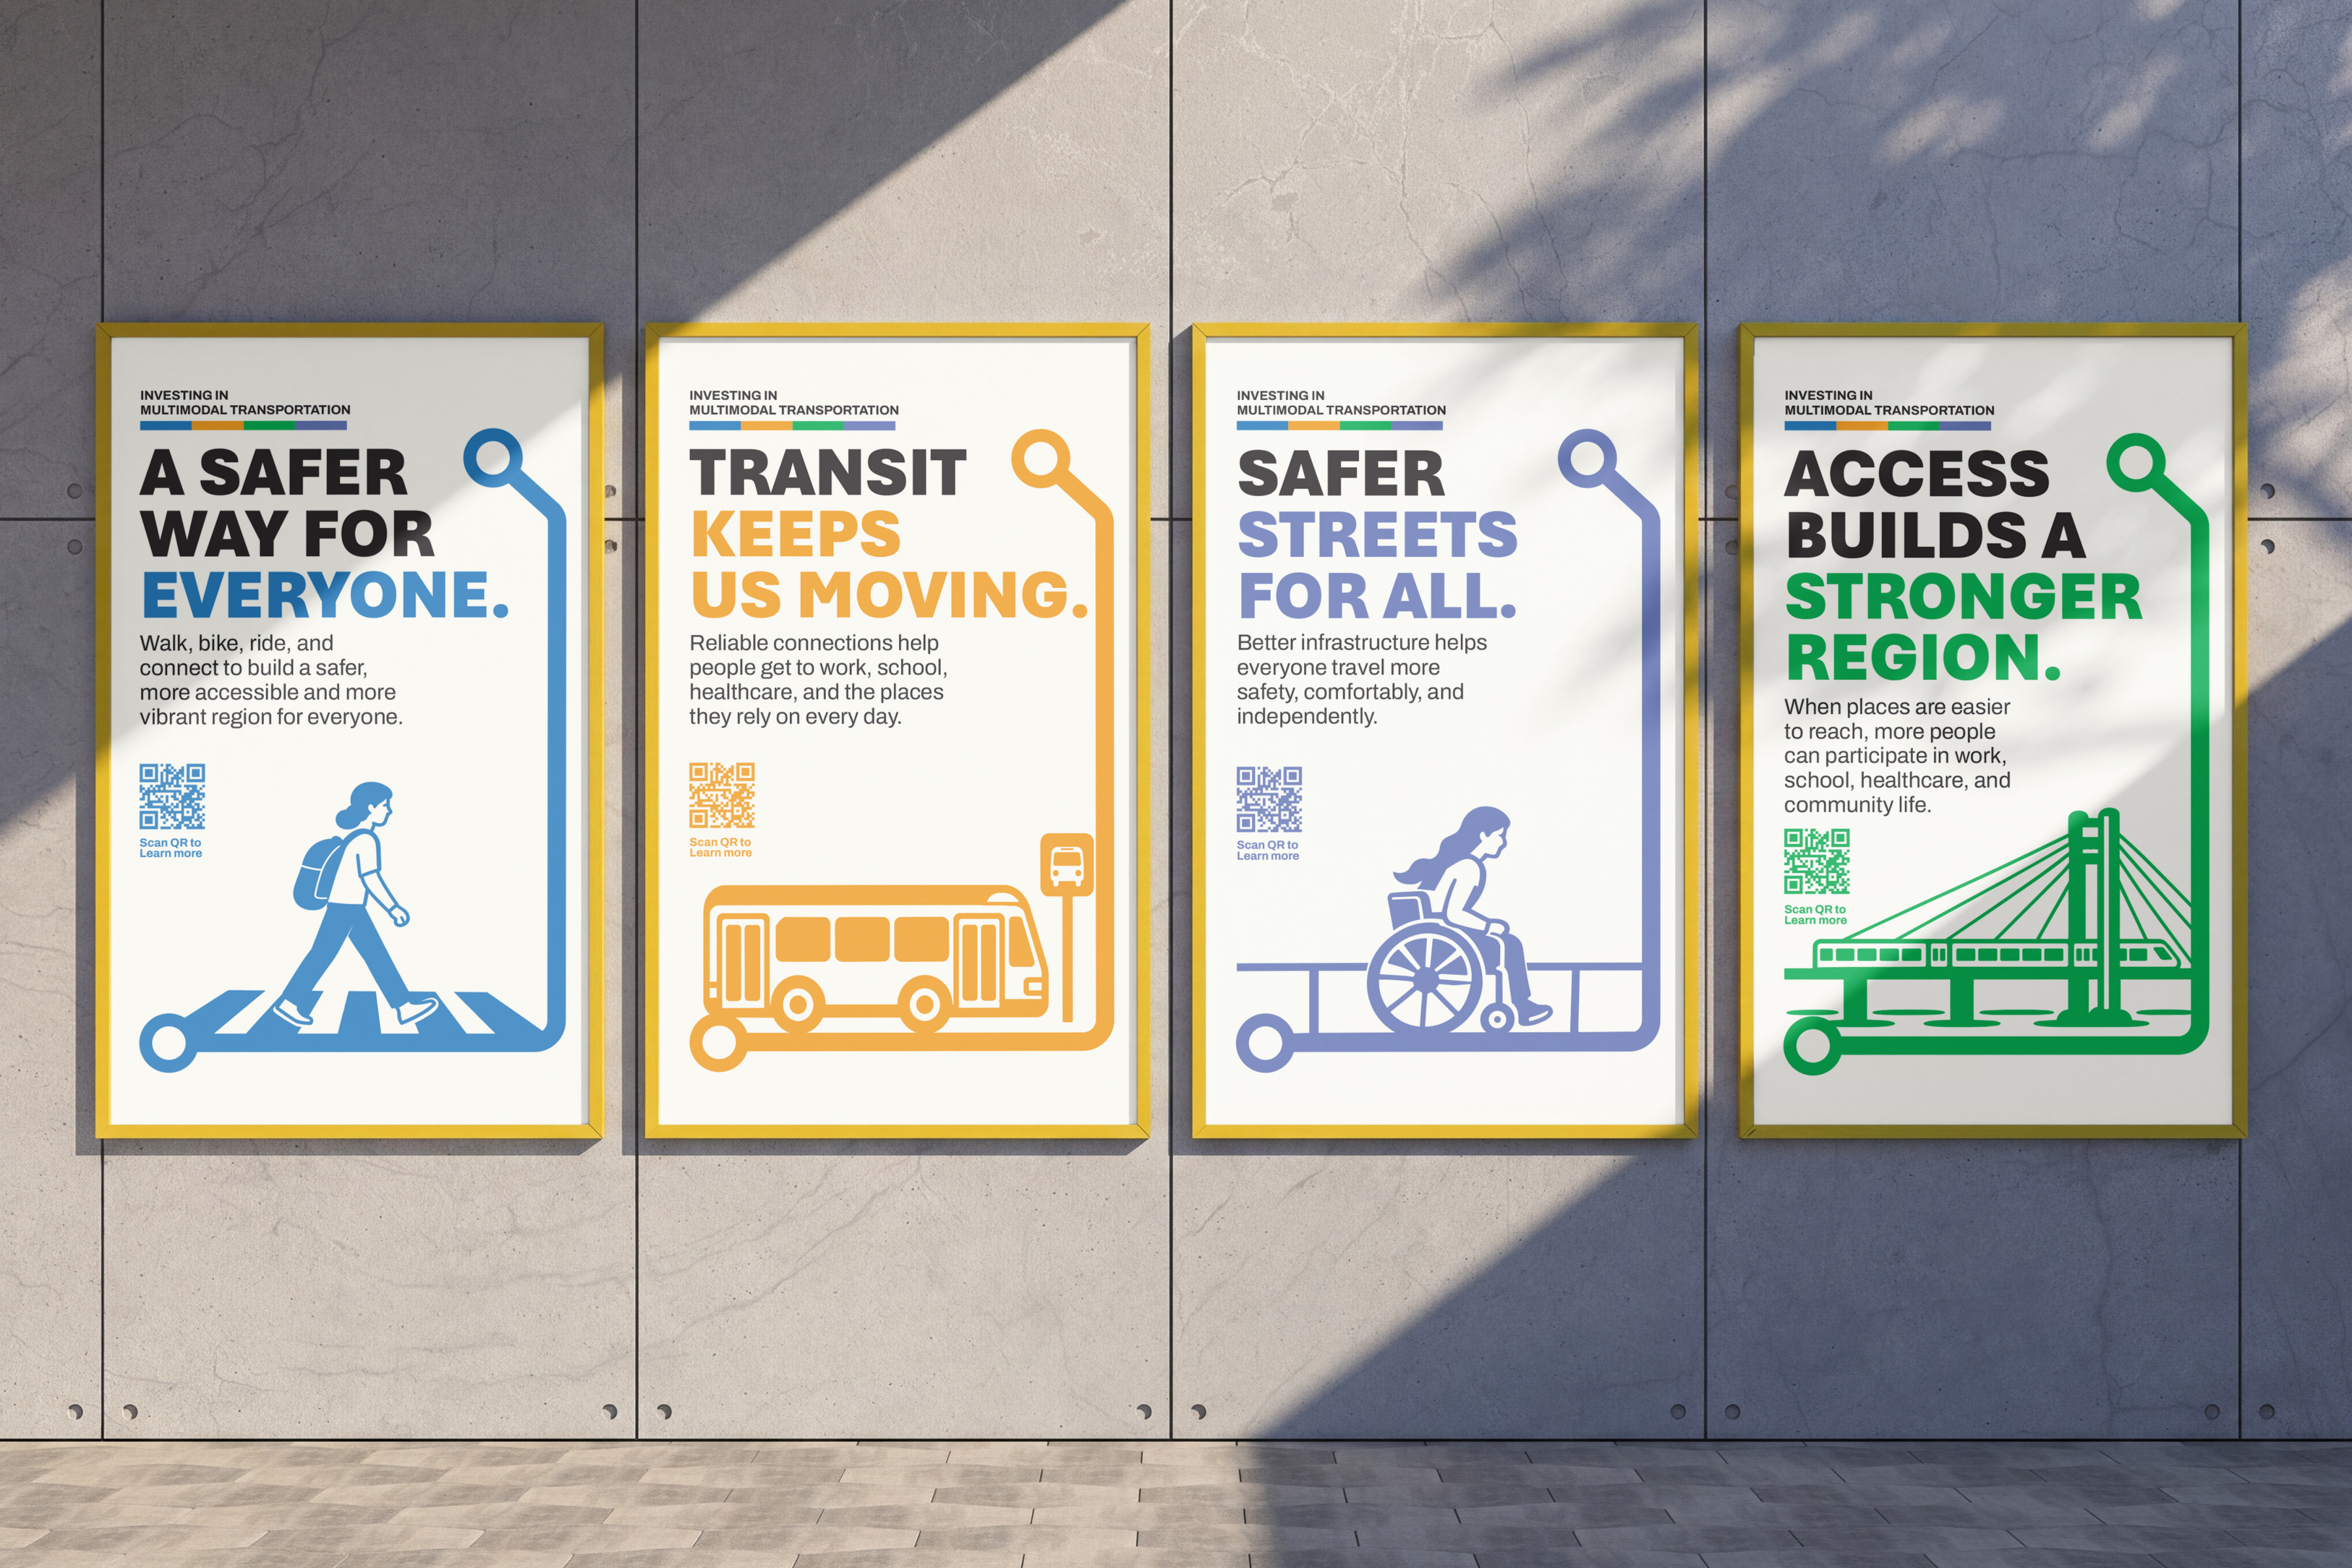 INVESTING IN
MULTIMODAL TRANSPORTATION
A SAFER
WAY FOR
EVERYONE.
Walk, bike, ride, and
connect to build a safer,
more accessible and more
vibrant region for everyone.
Scan QR to
Learn more
INVESTING IN
MULTIMODAL TRANSPORTATION
TRANSIT
KEEPS
US MOVING.
Reliable connections help
people get to work, school,
healthcare, and the places
they rely on every day.
Scan QR to
Learn more
INVESTING IN
MULTIMODAL TRANSPORTATION
SAFER
STREETS
FOR ALL.
Better infrastructure helps
everyone travel more
safety, comfortably, and
independently.
Scan QR to
Learn more
INVESTING IN
MULTIMODAL TRANSPORTATION
ACCESS
BUILDS A
STRONGER
REGION.
When places are easier
to reach, more people
can participate in work,
school, healthcare, and
community life.
Scan QR to
Learn more